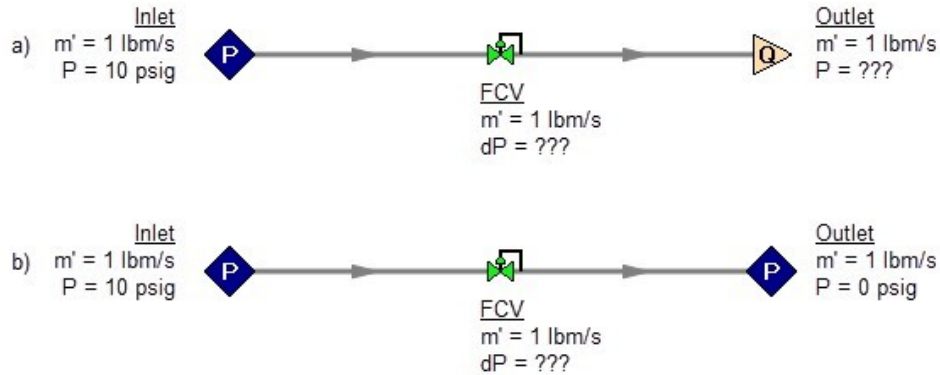 a)
Inlet
m' = 1 lbm/s
P = 10 psig
P
FCV
m' = 1 lbm/s
dP = ???
Q
Outlet
m' = 1 lbm/s
P = ???
b)
Inlet
m' = 1 lbm/s
P = 10 psig
P
FCV
m' = 1 lbm/s
dP = ???
P
Outlet
m' = 1 lbm/s
P = 0 psig